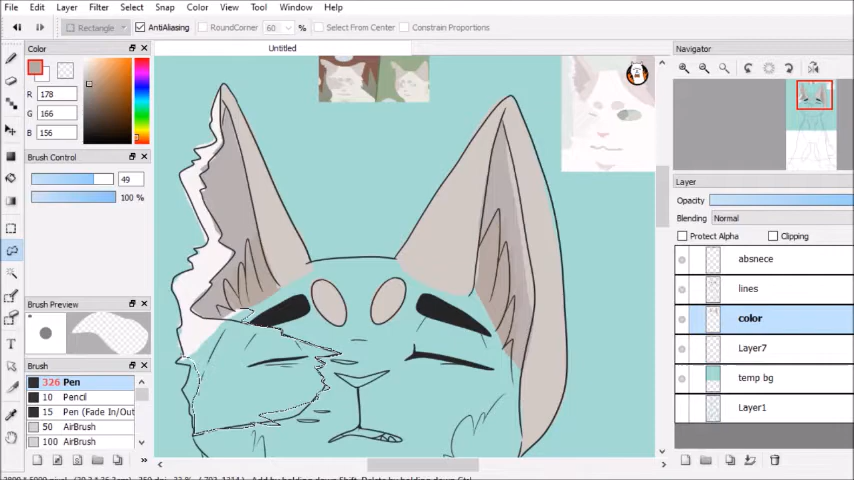 File Edit Layer Filters Select Snap Color View Tool Window Help
Rectangle AntiAliasing RoundCorner 60 % Select From Center Constrain Proportions
Color
Untitled
Navigator
R 178
G 166
B 156
Brush Control
49
100 %
Layer
Opacity
Blending Normal
Protect Alpha Clipping
absnece
lines
color
Layer7
temp bg
Layer1
Brush Preview
Brush
326 Pen
10 Pencil
15 Pen (Fade In/Out
50 AirBrush
100 AirBrush